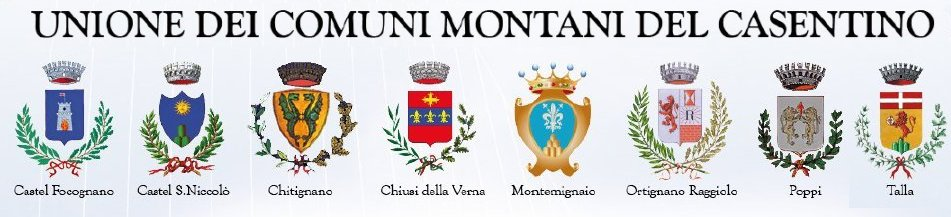 UNIONE DEI COMUNI MONTANI DEL CASENTINO
R
Castel Focognano Castel S.Niccolò Chitignano Chiusi della Verna Montemignaio Ortignano Raggiolo Poppi Talla